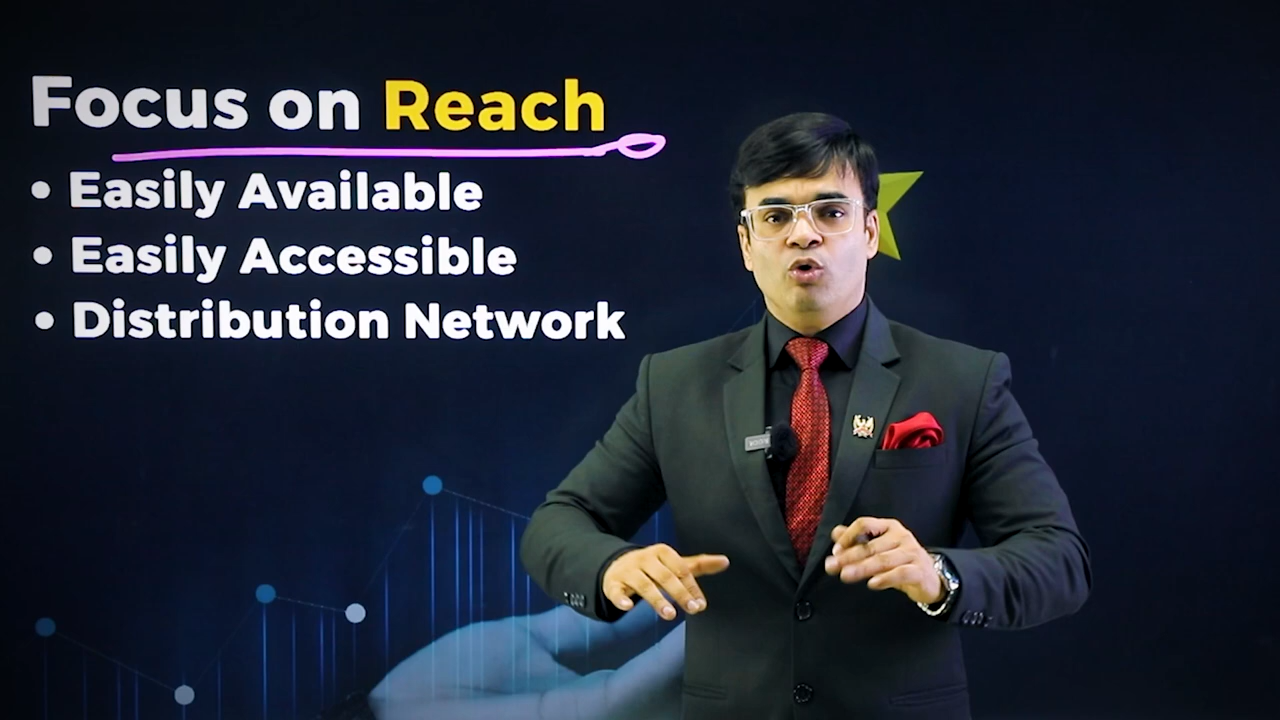 Focus on Reach
• Easily Available
• Easily Accessible
• Distribution Network